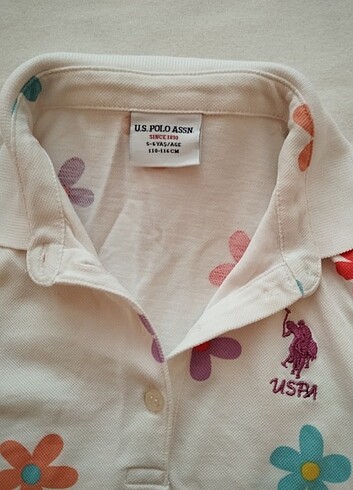 U.S. POLO ASSN.
SINCE 1890
5-6 YAŞ/AGE
110-116 CM
USPA